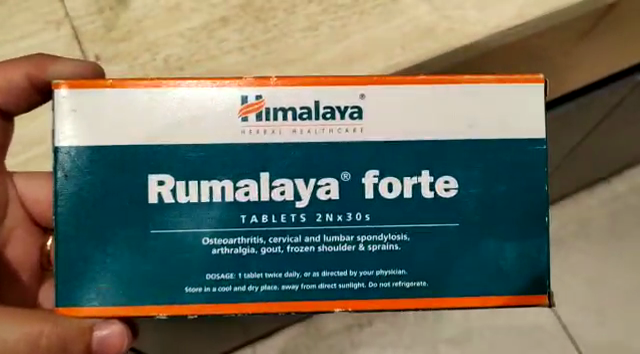 Himalaya®
HERBAL HEALTHCARE
Rumalaya® forte
TABLETS 2Nx30s
Osteoarthritis, cervical and lumbar spondylosis,
arthralgia, gout, frozen shoulder & sprains.
DOSAGE: 1 tablet twice daily, or as directed by your physician.
Store in a cool and dry place, away from direct sunlight. Do not refrigerate.